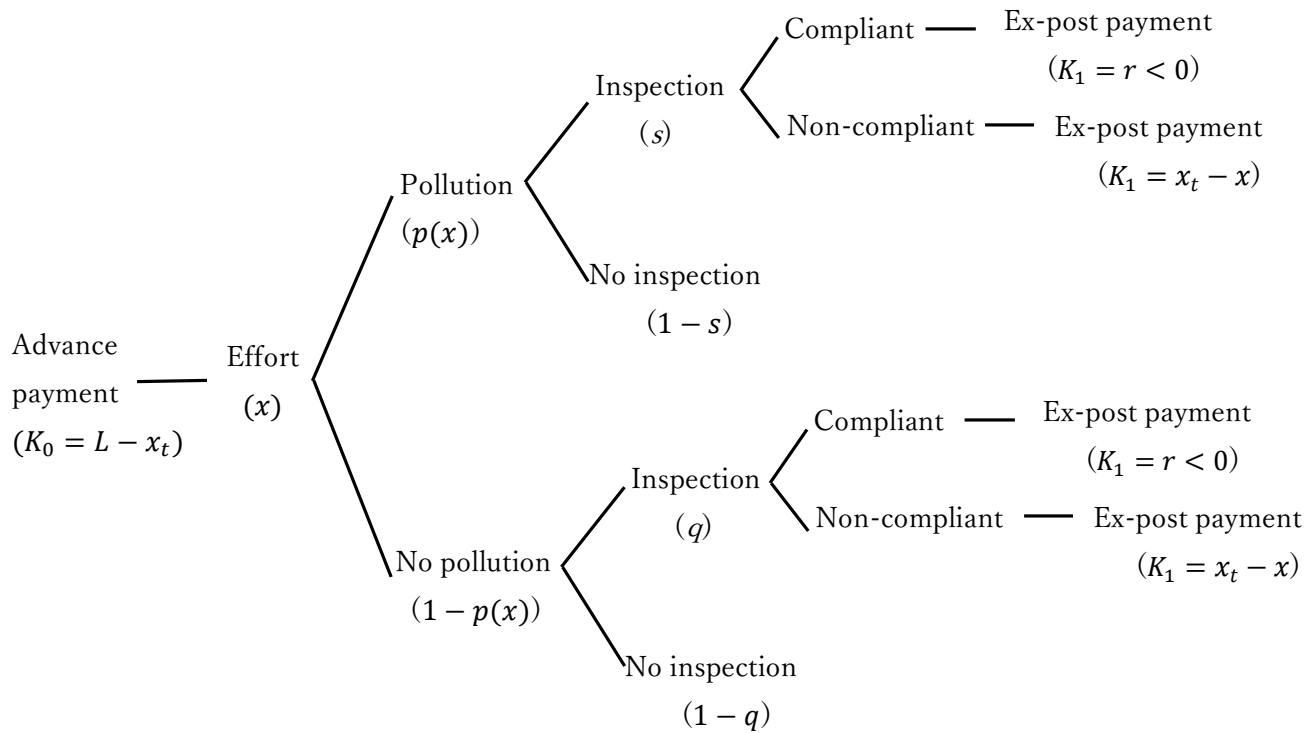 Compliant
Ex-post payment
(K₁ = r < 0)
Inspection
(s)
Non-compliant
Ex-post payment
(K₁ = xₜ − x)
Pollution
(p(x))
No inspection
(1 − s)
Advance
payment
(K₀ = L − xₜ)
Effort
(x)
Compliant
Ex-post payment
(K₁ = r < 0)
Inspection
(q)
Non-compliant
Ex-post payment
(K₁ = xₜ − x)
No pollution
(1 − p(x))
No inspection
(1 − q)